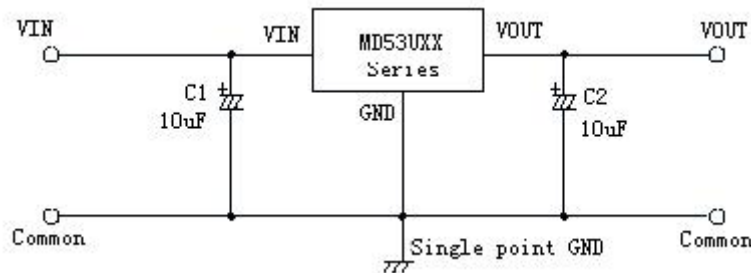 VIN
VIN
MD53UXX
Series
VOUT
VOUT
+
C1
10uF
GND
+
C2
10uF
Common
Single point GND
Common